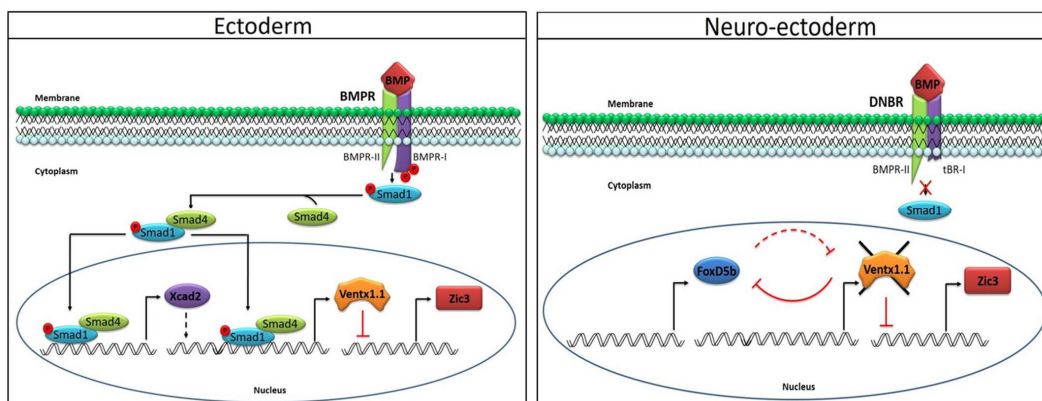 Ectoderm
BMP
BMPR
Membrane
BMPR-II
BMPR-I
P
P
Cytoplasm
P
Smad1
Smad4
Smad4
P
Smad1
Xcad2
Ventx1.1
Zic3
Smad4
P
Smad1
Smad4
P
Smad1
Nucleus
Neuro-ectoderm
BMP
DNBR
Membrane
BMPR-II
tBR-I
Cytoplasm
Smad1
FoxD5b
Ventx1.1
Zic3
Nucleus